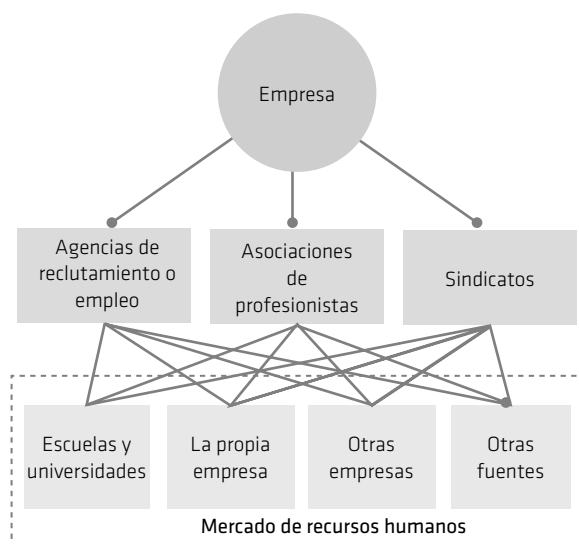 Empresa
Agencias de
reclutamiento o
empleo
Asociaciones
de
profesionistas
Sindicatos
Escuelas y
universidades
La propia
empresa
Otras
empresas
Otras
fuentes
Mercado de recursos humanos